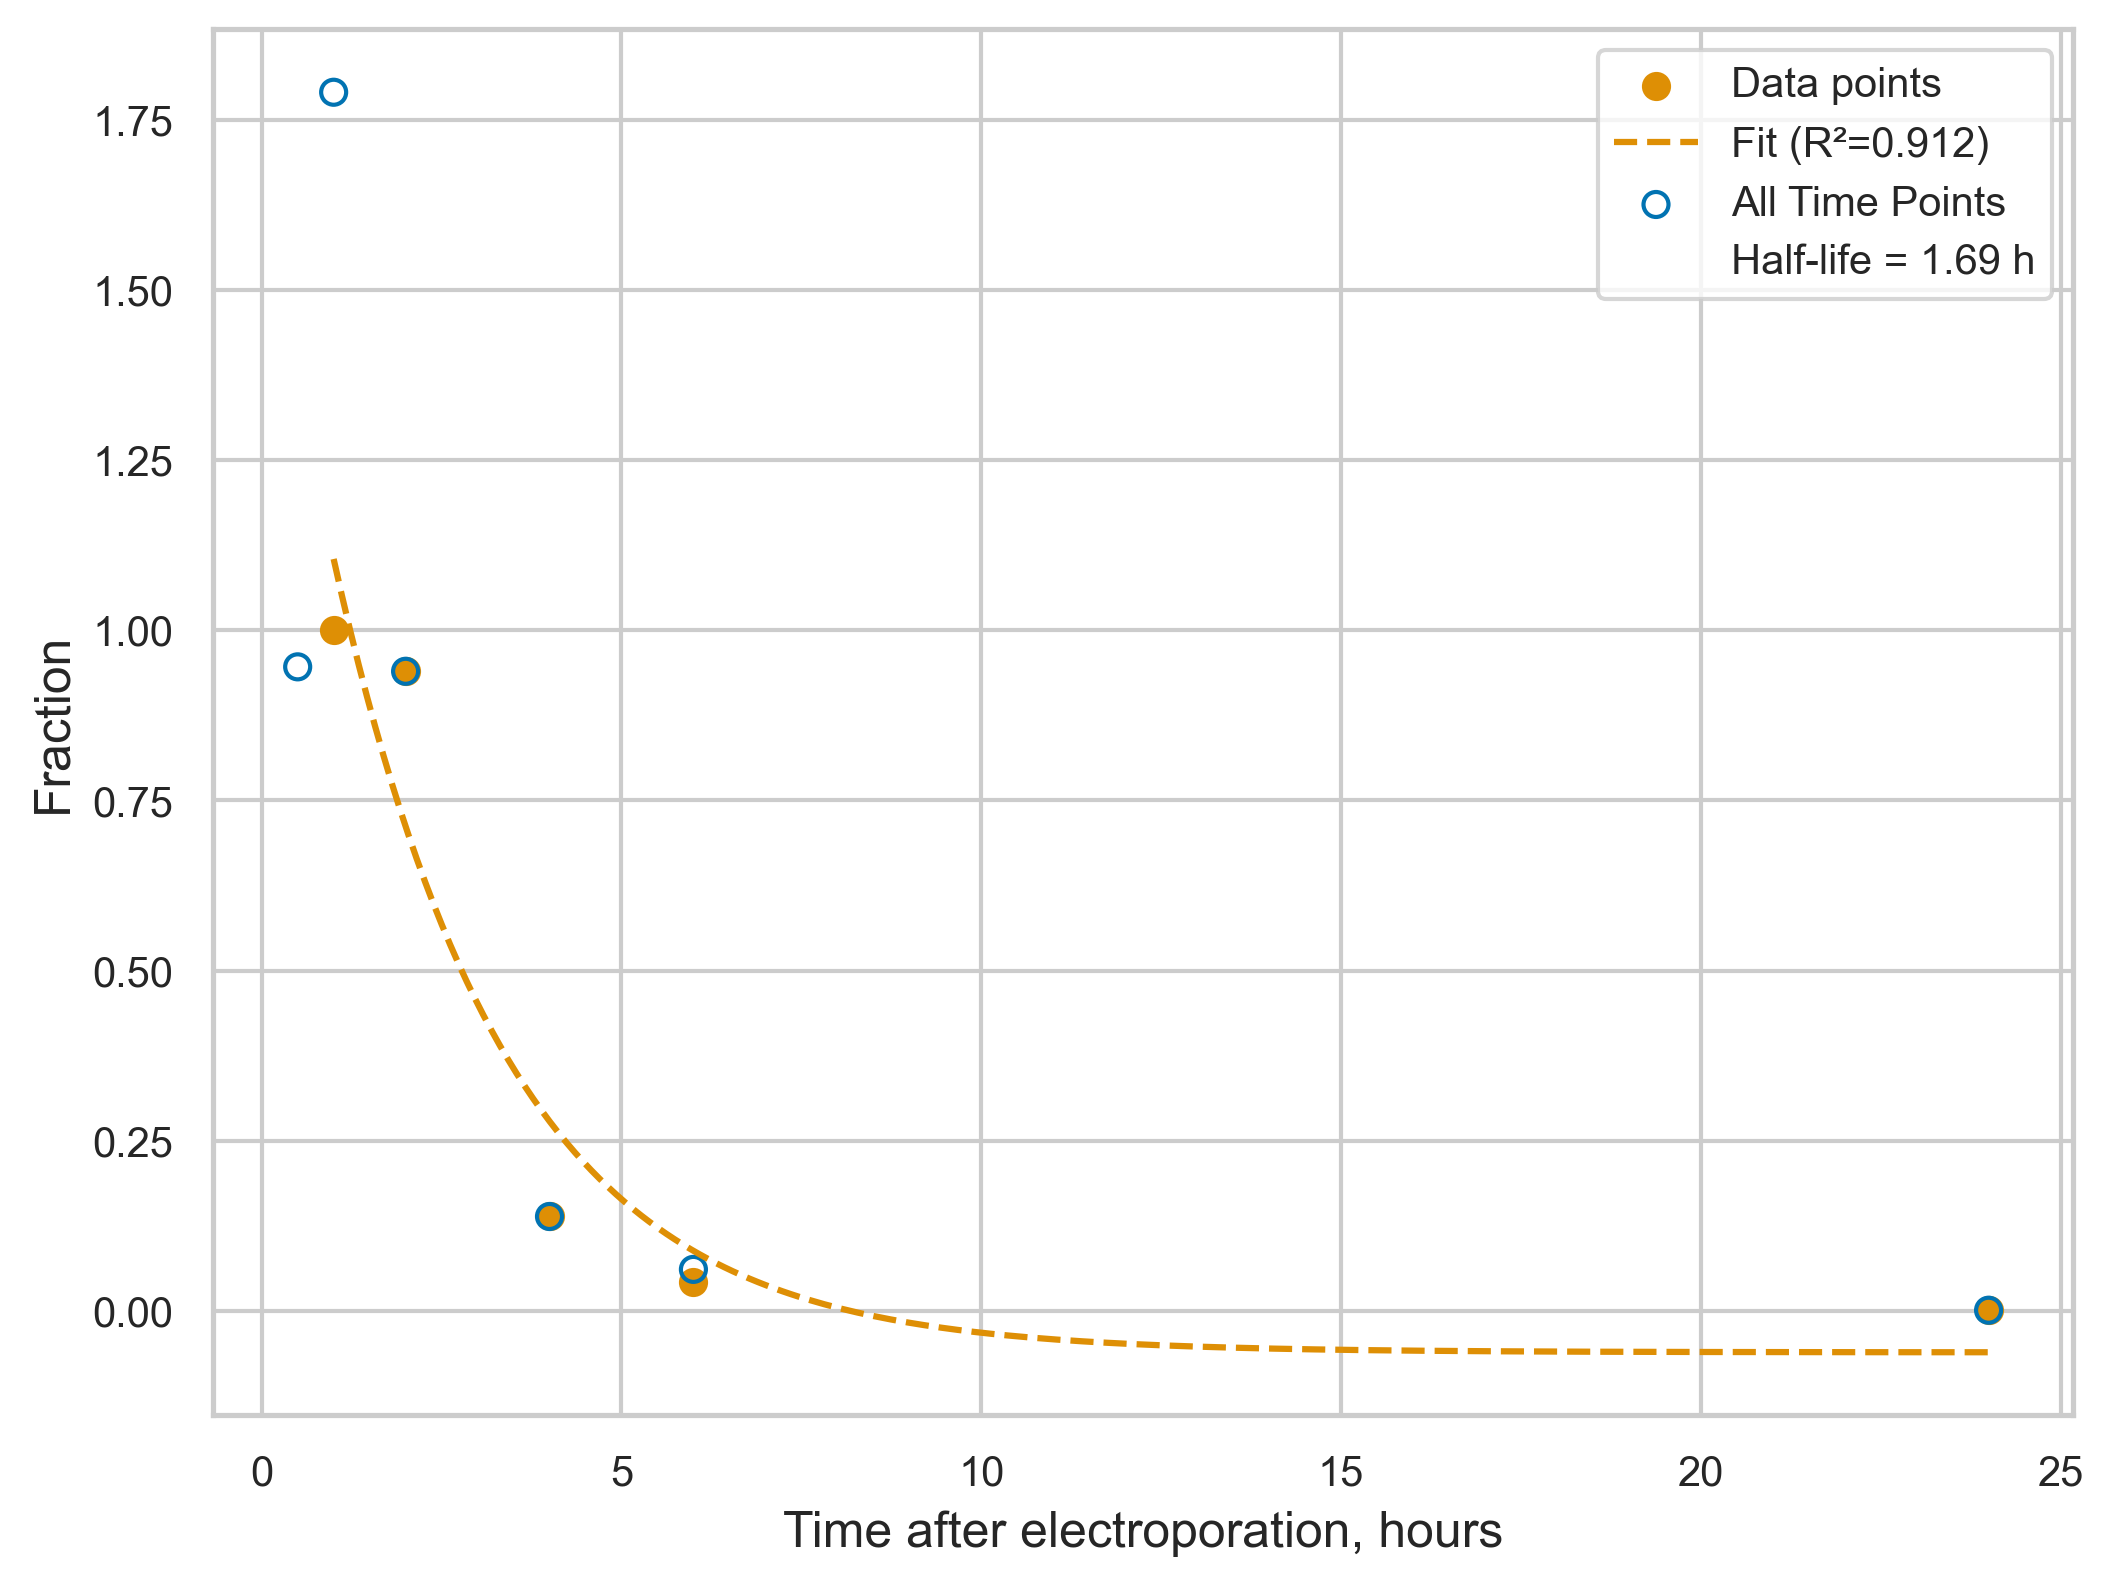 Data points
Fit (R²=0.912)
All Time Points
Half-life = 1.69 h
1.75
1.50
1.25
1.00
0.75
0.50
0.25
0.00
Fraction
0 5 10 15 20 25
Time after electroporation, hours